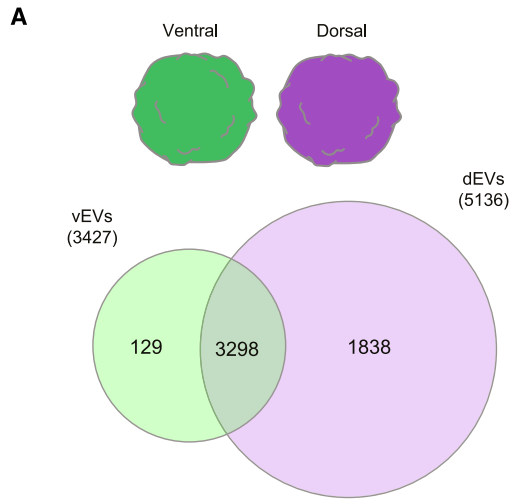 A
Ventral
Dorsal
vEVs
(3427)
dEVs
(5136)
129
3298
1838